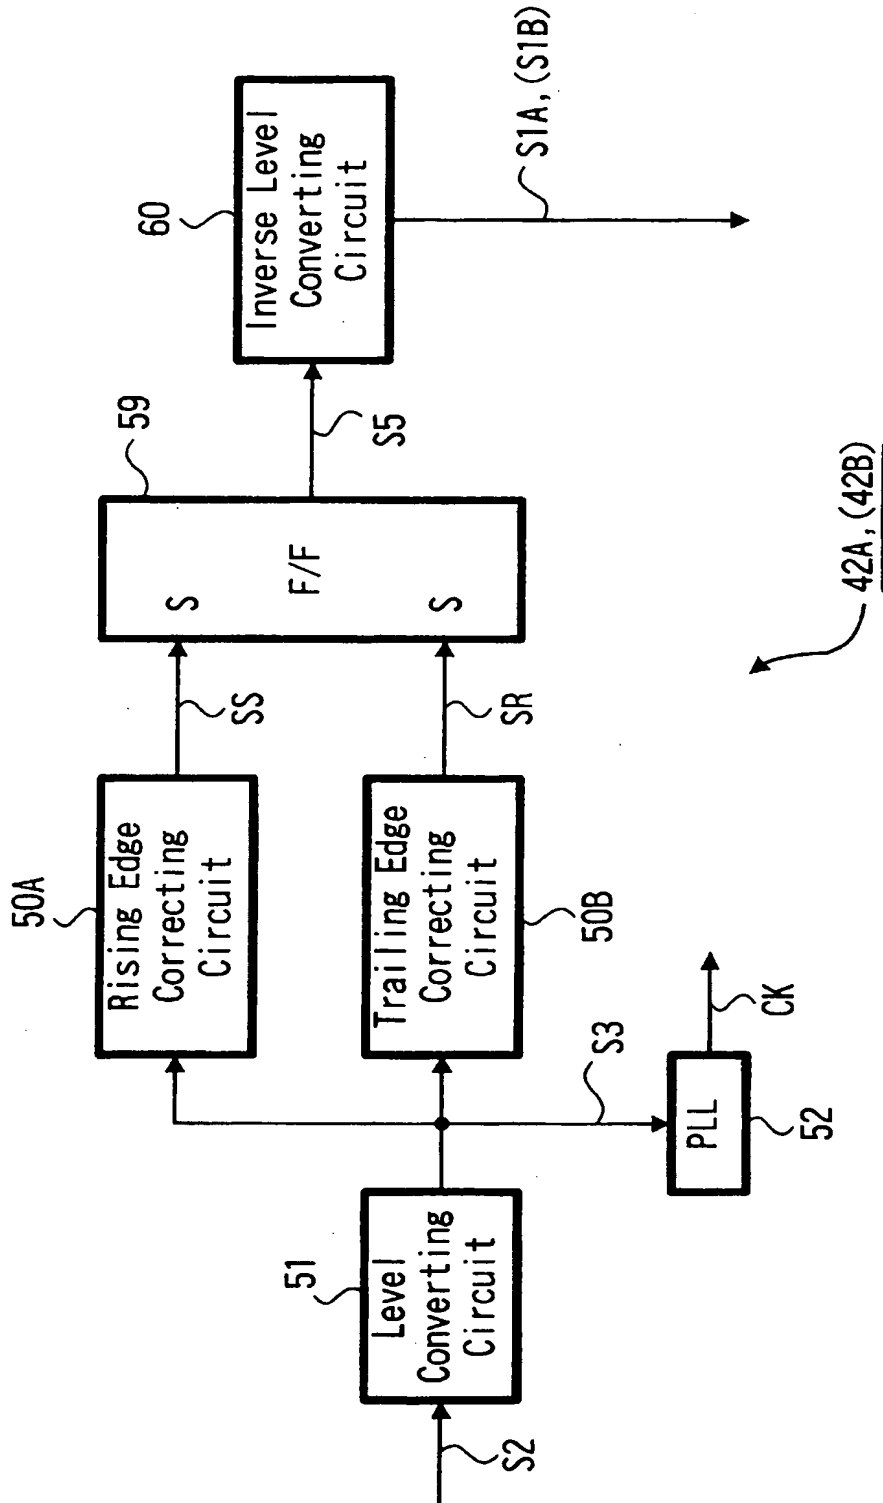 S2
51
Level
Converting
Circuit
S3
PLL
52
CK
50A
Rising Edge
Correcting
Circuit
Trailing Edge
Correcting
Circuit
50B
SS
SR
59
S
F/F
S
S5
60
Inverse Level
Converting
Circuit
S1A, (S1B)
42A, (42B)